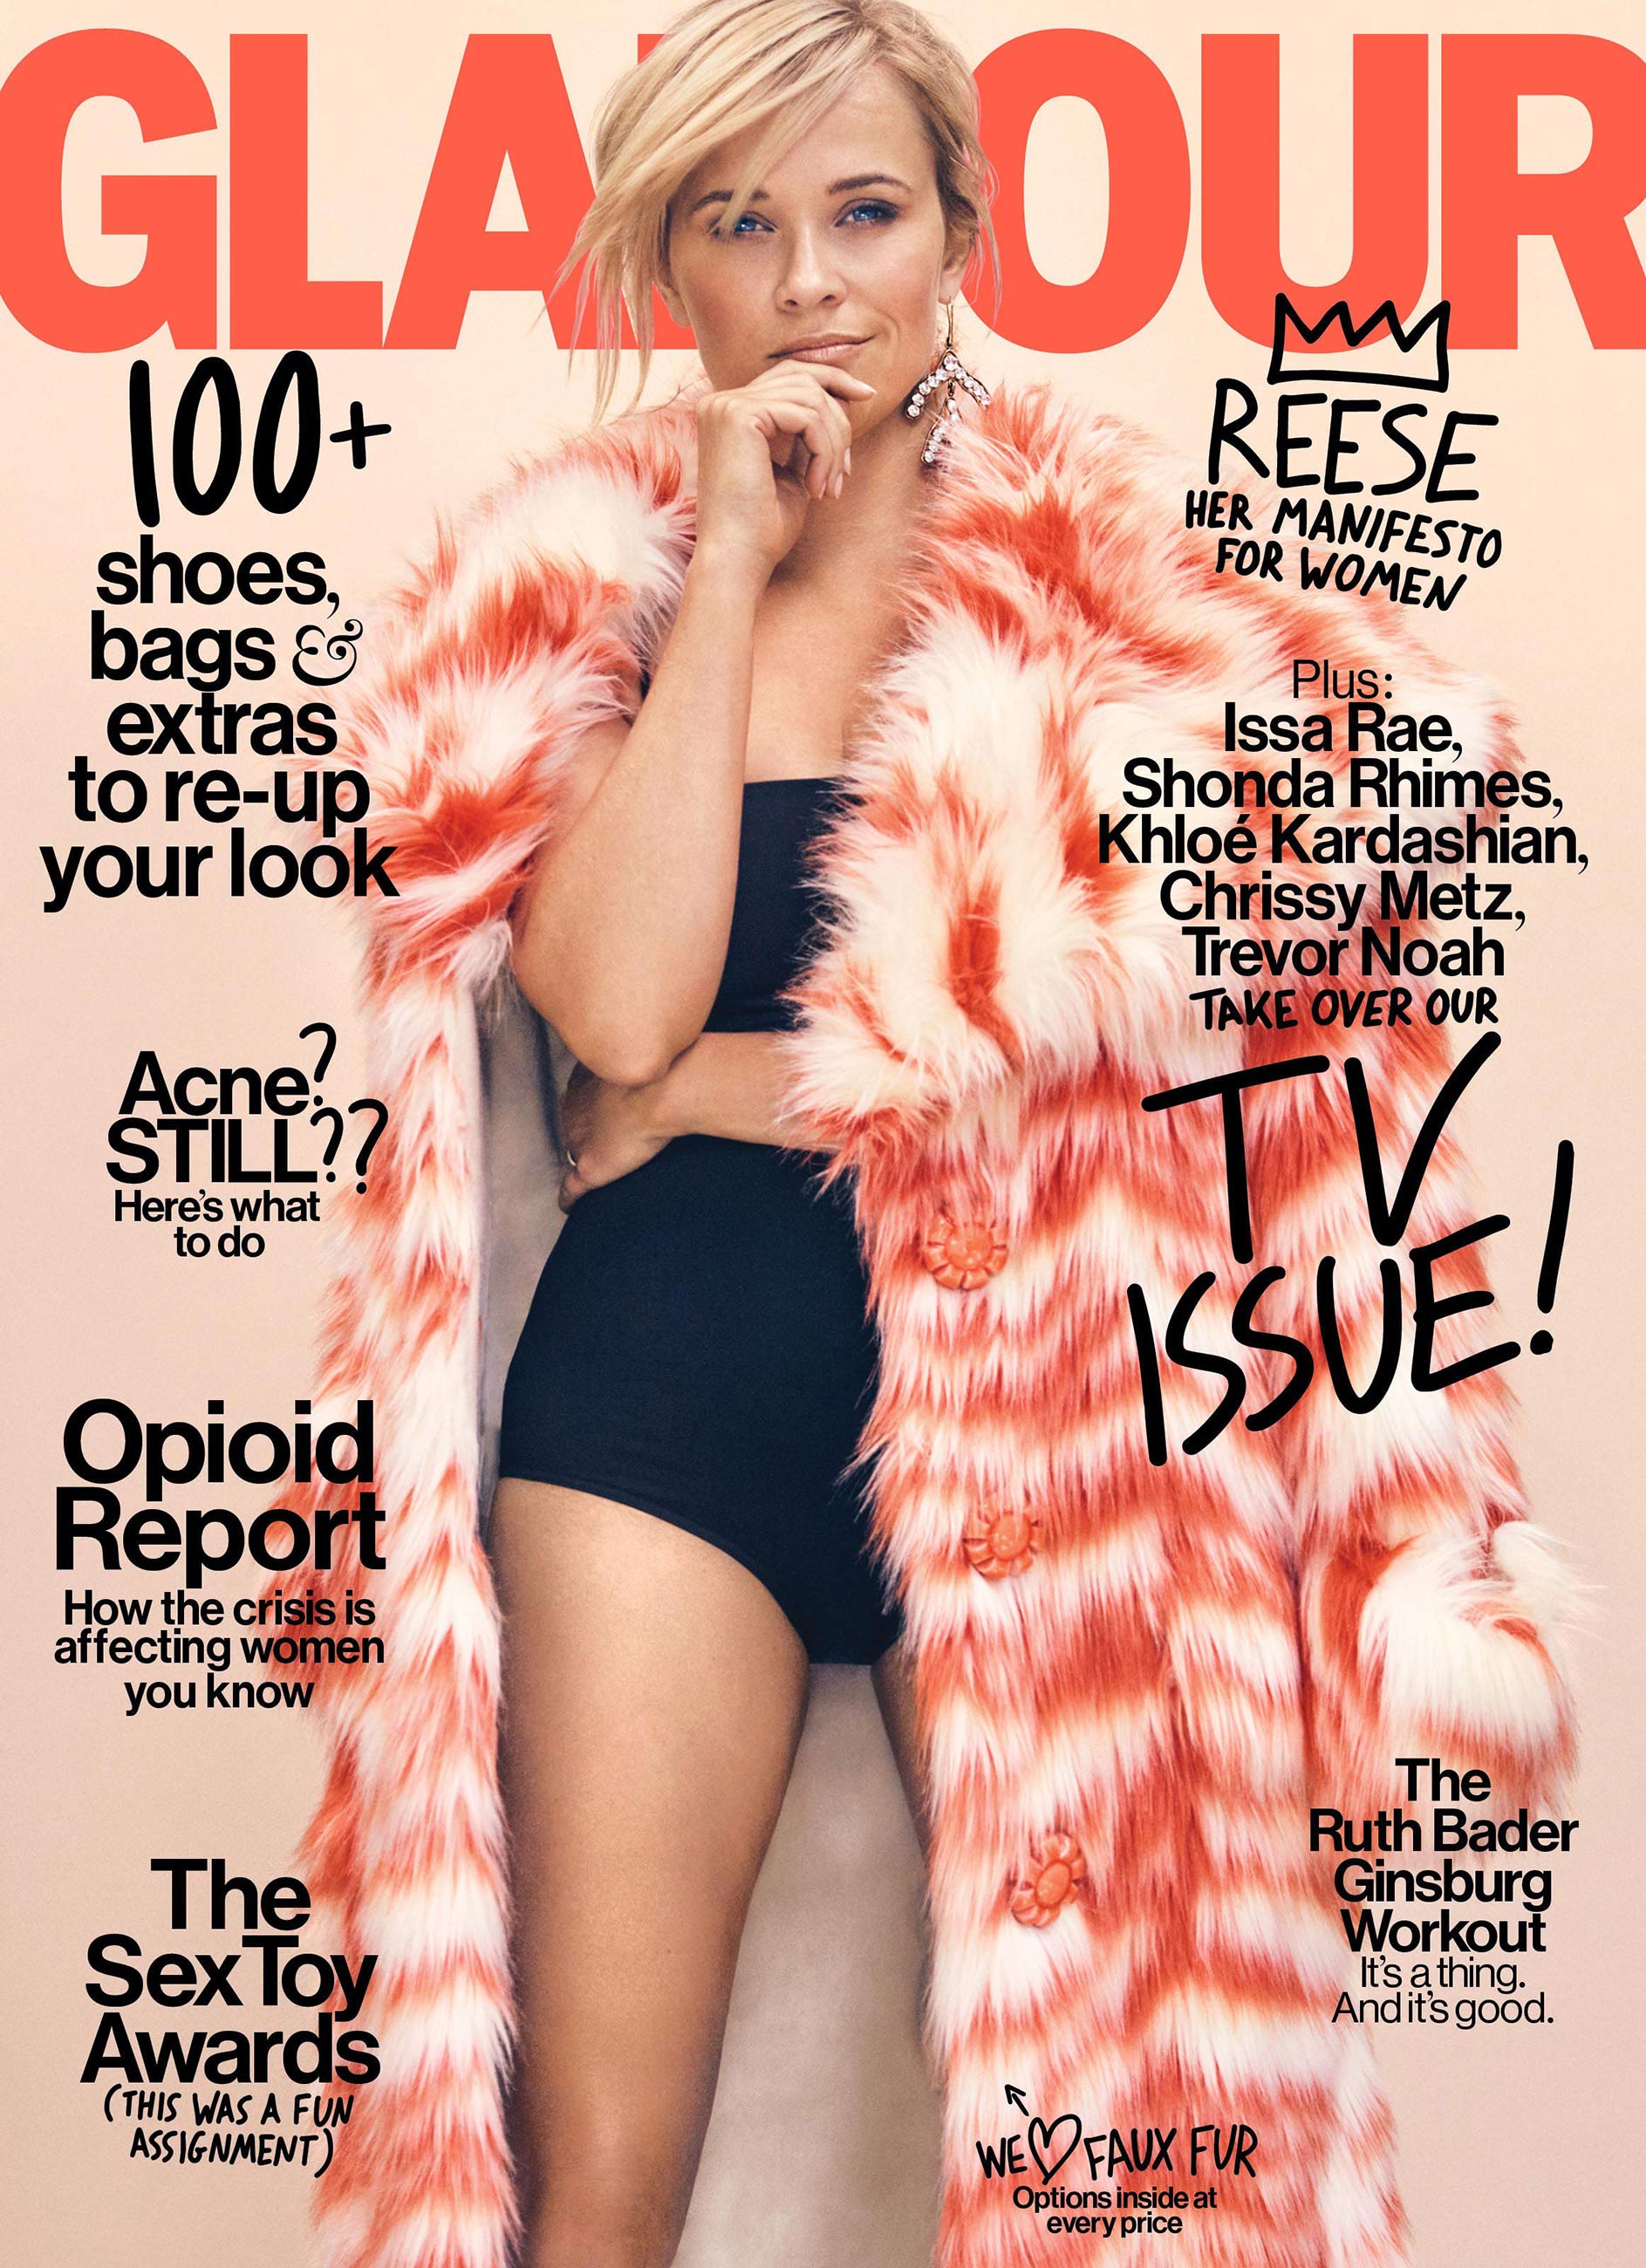 GLAMOUR
100+
shoes,
bags &
extras
to re-up
your look
Acne?
STILL??
Here's what
to do
Opioid
Report
How the crisis is
affecting women
you know
The
Sex Toy
Awards
(THIS WAS A FUN
ASSIGNMENT)
REESE
HER MANIFESTO
FOR WOMEN
Plus:
Issa Rae,
Shonda Rhimes,
Khloé Kardashian,
Chrissy Metz,
Trevor Noah
TAKE OVER OUR
TV
ISSUE!
The
Ruth Bader
Ginsburg
Workout
It's a thing.
And it's good.
WE ♡ FAUX FUR
Options inside at
every price